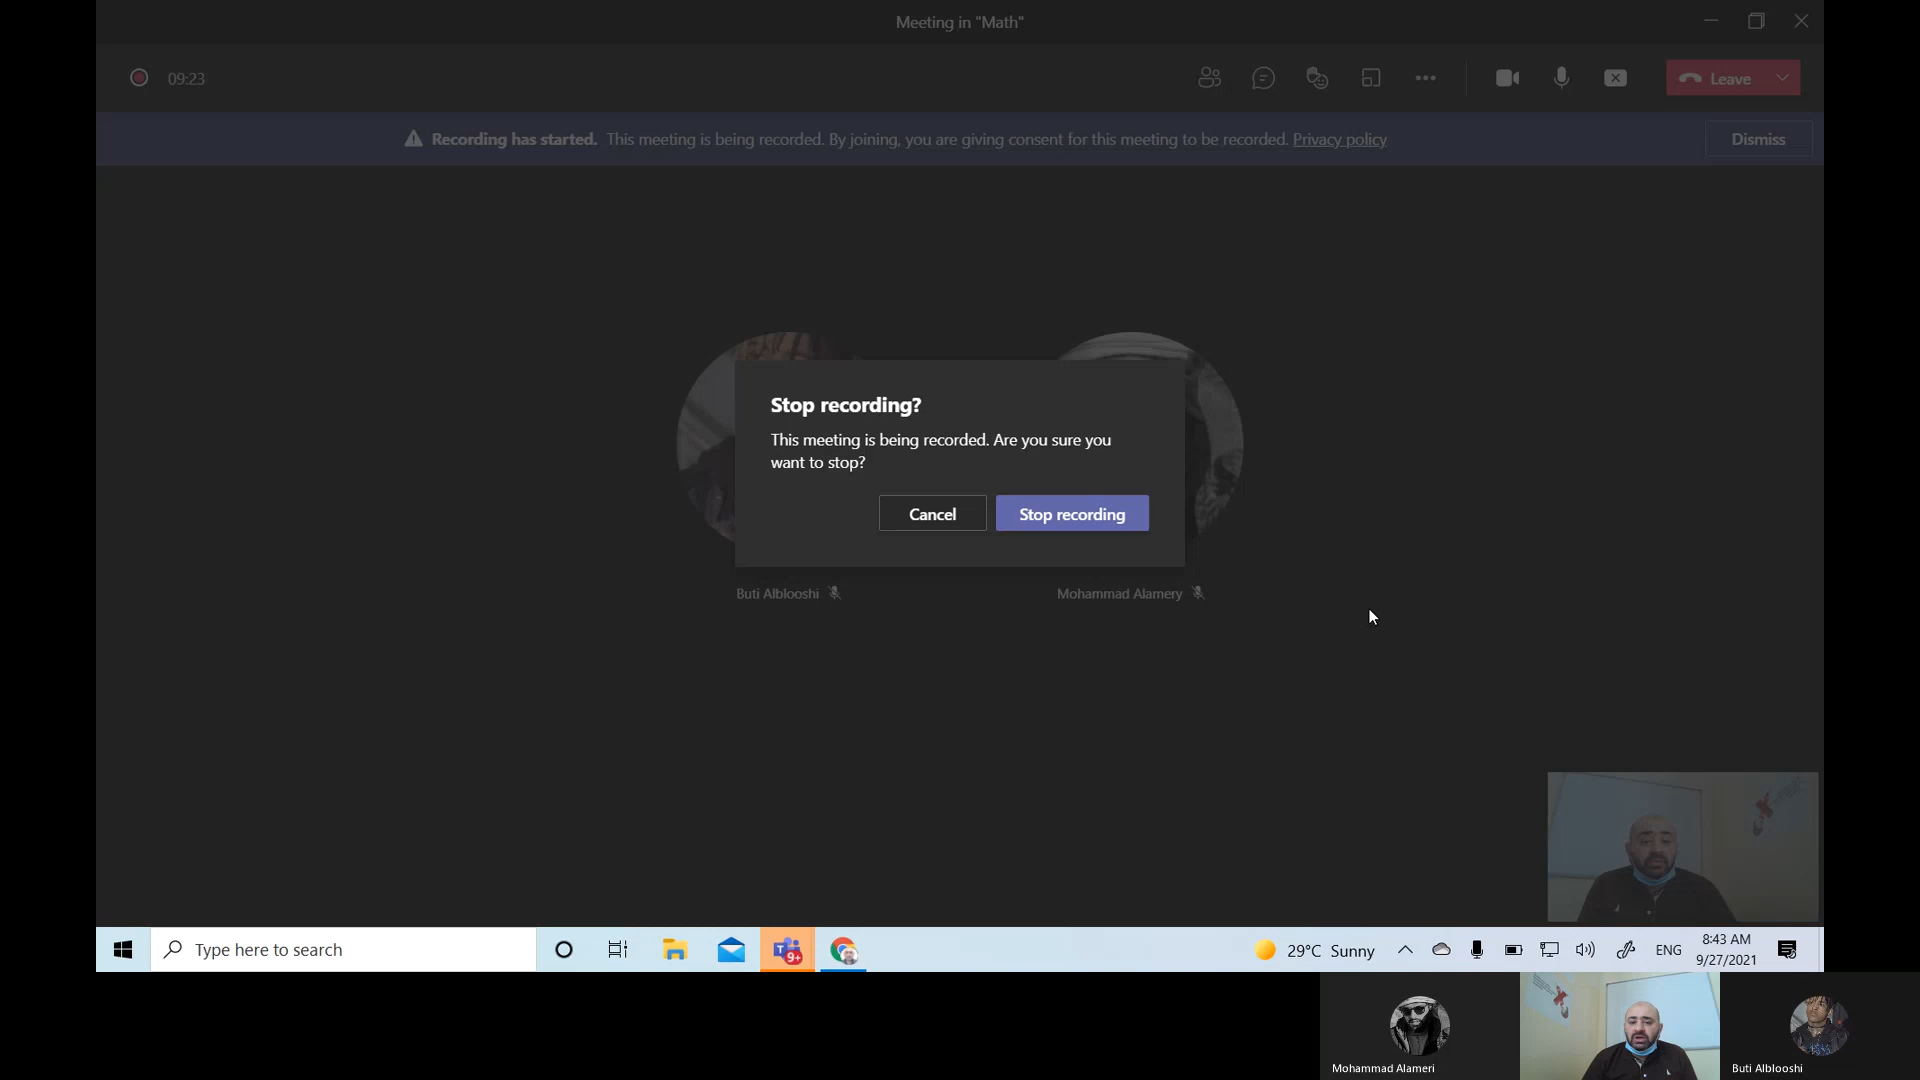 Meeting in "Math"
09:23
Leave
Recording has started. This meeting is being recorded. By joining, you are giving consent for this meeting to be recorded. Privacy policy
Dismiss
Stop recording?
This meeting is being recorded. Are you sure you
want to stop?
Cancel
Stop recording
Buti Alblooshi
Mohammad Alamery
Type here to search
9+
29°C Sunny
ENG
8:43 AM
9/27/2021
Mohammad Alameri
Buti Alblooshi